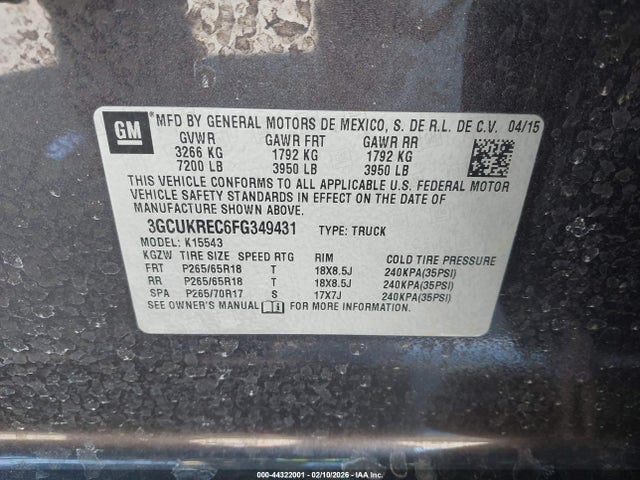 GM
*MFD BY GENERAL MOTORS DE MEXICO, S. DE R.L. DE C.V. 04/15
GVWR GAWR FRT GAWR RR
3266 KG 1792 KG 1792 KG
7200 LB 3950 LB 3950 LB
THIS VEHICLE CONFORMS TO ALL APPLICABLE U.S. FEDERAL MOTOR
VEHICLE SAFETY STANDARDS IN EFFECT ON THE DATE OF
MANUFACTURE SHOWN ABOVE.
3GCUKREC6FG349431 TYPE: TRUCK
MODEL: K15543
KGZW TIRE SIZE SPEED RTG RIM COLD TIRE PRESSURE
FRT P265/65R18 T 18X8.5J 240KPA(35PSI)
RR P265/65R18 T 18X8.5J 240KPA(35PSI)
SPA P265/70R17 S 17X7J 240KPA(35PSI)
SEE OWNER'S MANUAL FOR MORE INFORMATION
000-44322001 - 02/10/2026 - IAAI. Inc.